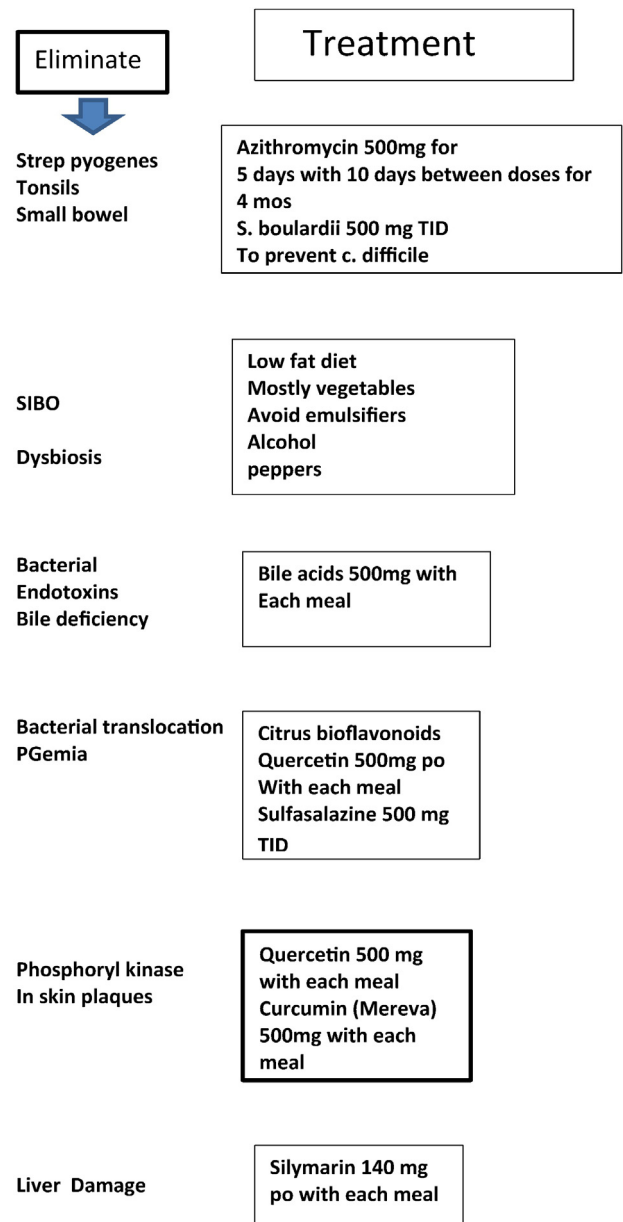 Eliminate
Treatment
Strep pyogenes
Tonsils
Small bowel
Azithromycin 500mg for
5 days with 10 days between doses for
4 mos
S. boulardii 500 mg TID
To prevent c. difficile
SIBO
Dysbiosis
Low fat diet
Mostly vegetables
Avoid emulsifiers
Alcohol
peppers
Bacterial
Endotoxins
Bile deficiency
Bile acids 500mg with
Each meal
Bacterial translocation
PGemia
Citrus bioflavonoids
Quercetin 500mg po
With each meal
Sulfasalazine 500 mg
TID
Phosphoryl kinase
In skin plaques
Quercetin 500 mg
with each meal
Curcumin (Mereva)
500mg with each
meal
Liver Damage
Silymarin 140 mg
po with each meal